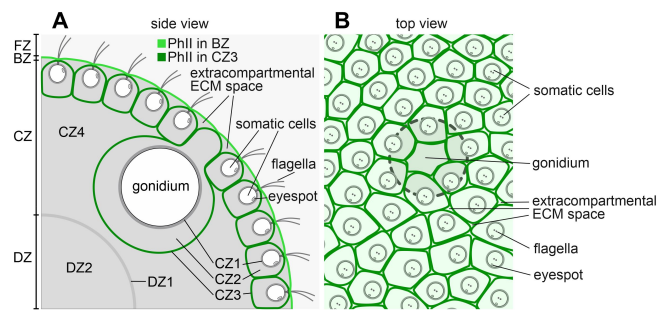 A
side view
FZ
BZ
CZ
DZ
PhII in BZ
PhII in CZ3
extracompartmental
ECM space
somatic cells
flagella
eyespot
CZ4
gonidium
CZ1
CZ2
CZ3
DZ2
DZ1
B
top view
somatic cells
gonidium
extracompartmental
ECM space
flagella
eyespot